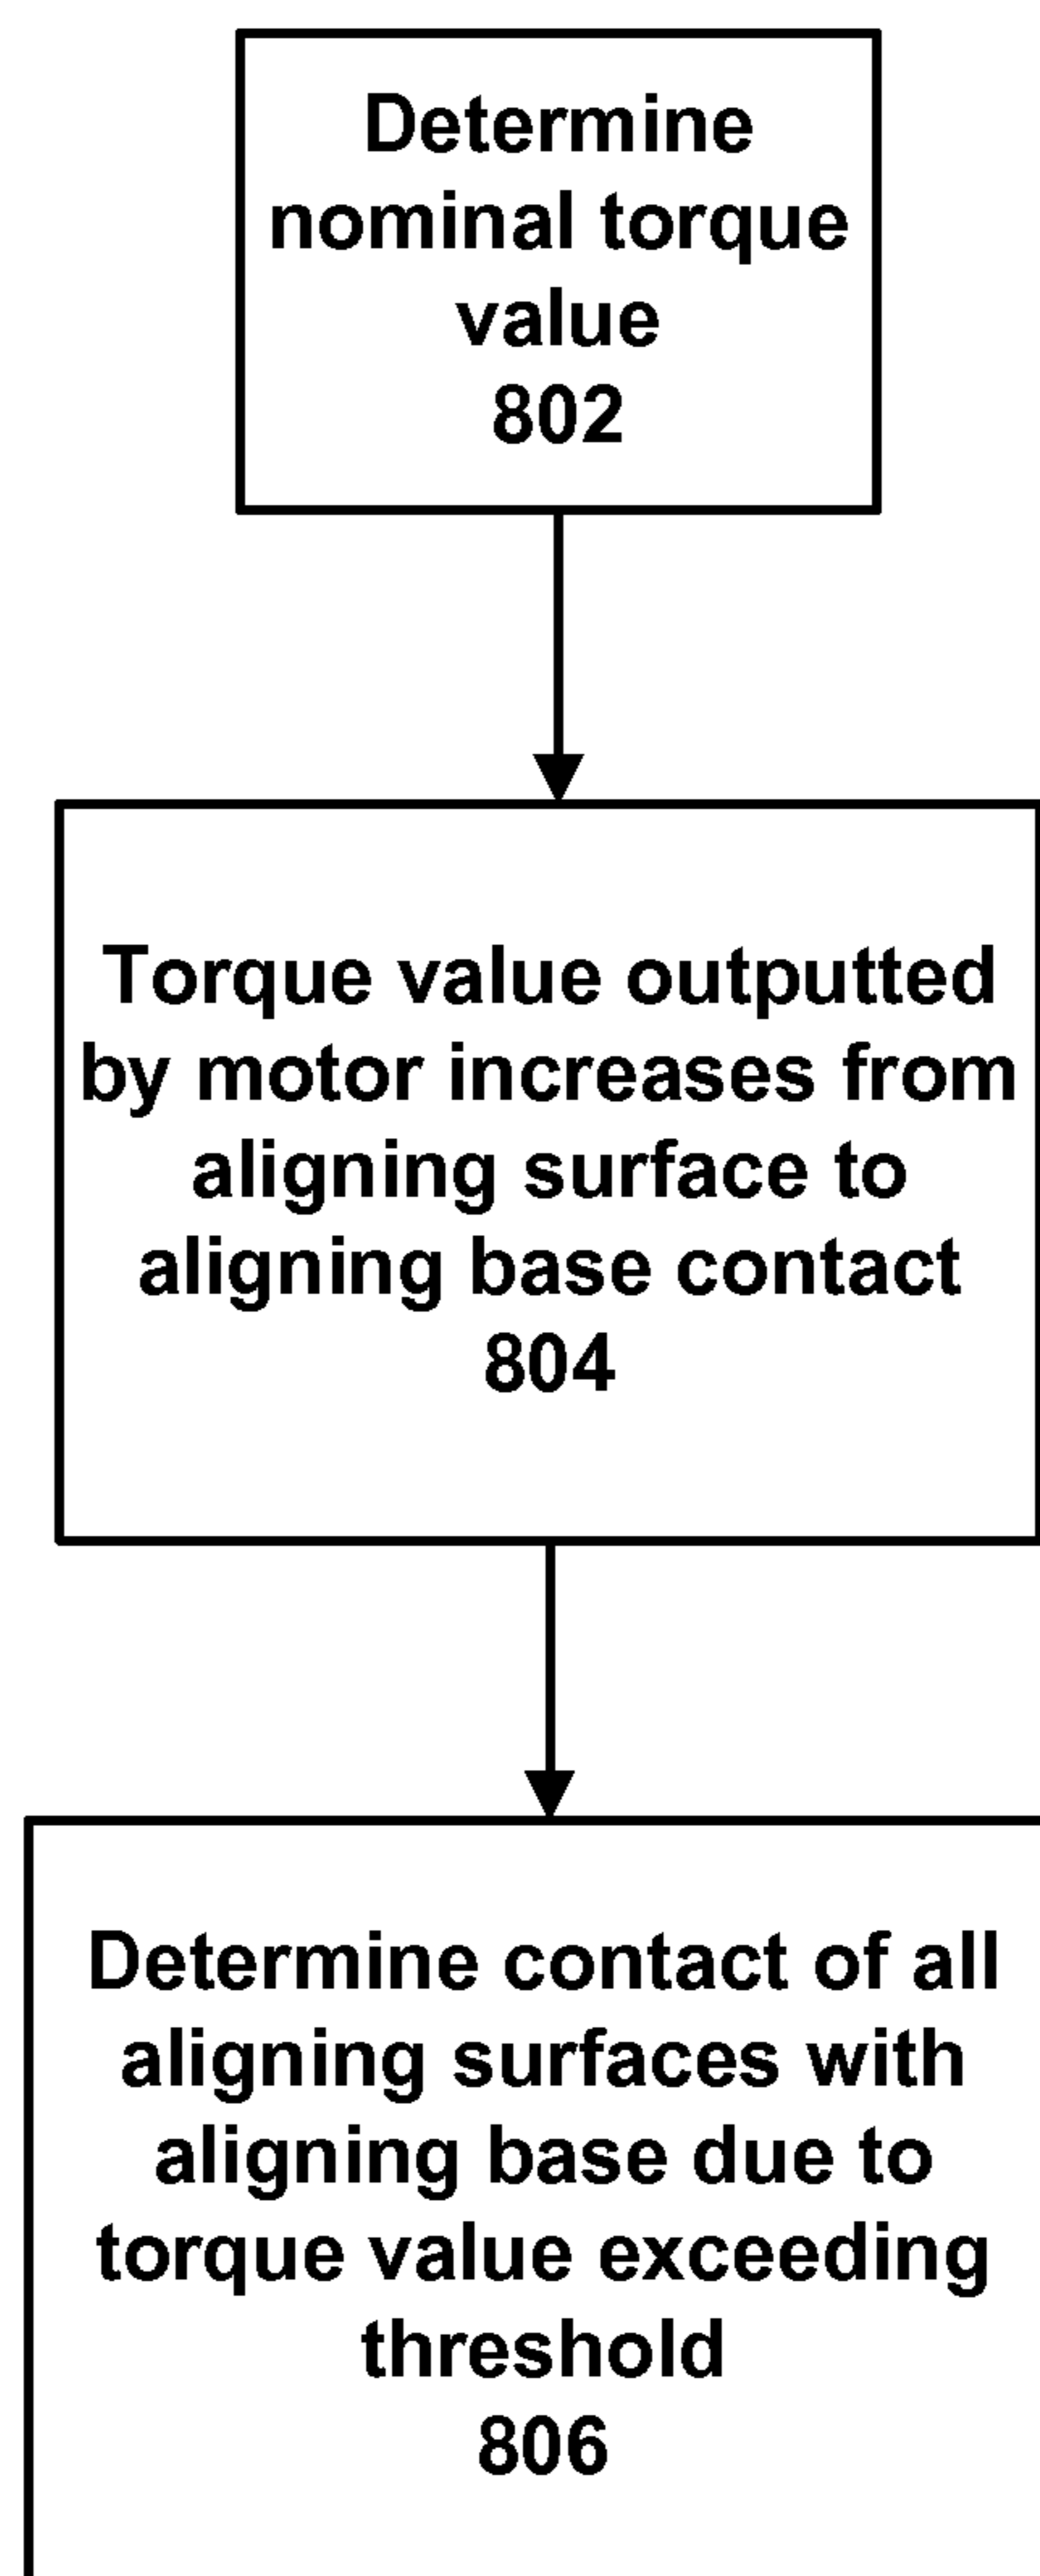 Determine
nominal torque
value
802
Torque value outputted
by motor increases from
aligning surface to
aligning base contact
804
Determine contact of all
aligning surfaces with
aligning base due to
torque value exceeding
threshold
806